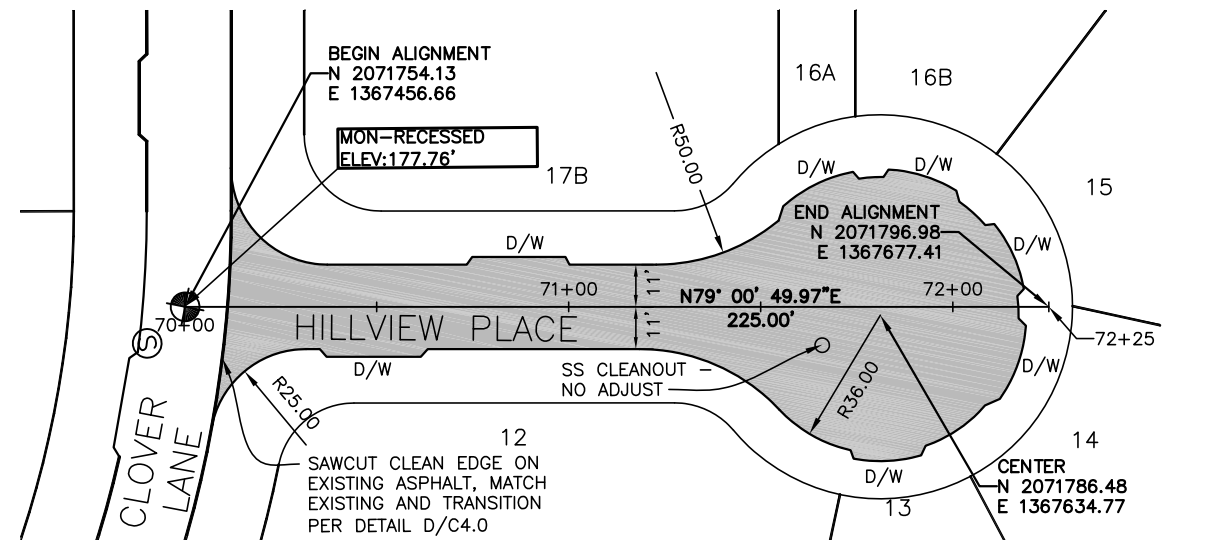 BEGIN ALIGNMENT
N 2071754.13
E 1367456.66
MON-RECESSED
ELEV:177.76'
16A
16B
R50.00
D/W
D/W
17B
15
END ALIGNMENT
N 2071796.98
E 1367677.41
D/W
D/W
11'
71+00
N79° 00' 49.97"E
225.00'
72+00
70+00
HILLVIEW PLACE
11'
72+25
S
D/W
SS CLEANOUT -
NO ADJUST
R36.00
D/W
R25.00
CLOVER
LANE
12
14
SAWCUT CLEAN EDGE ON
EXISTING ASPHALT, MATCH
EXISTING AND TRANSITION
PER DETAIL D/C4.0
D/W
13
CENTER
N 2071786.48
E 1367634.77